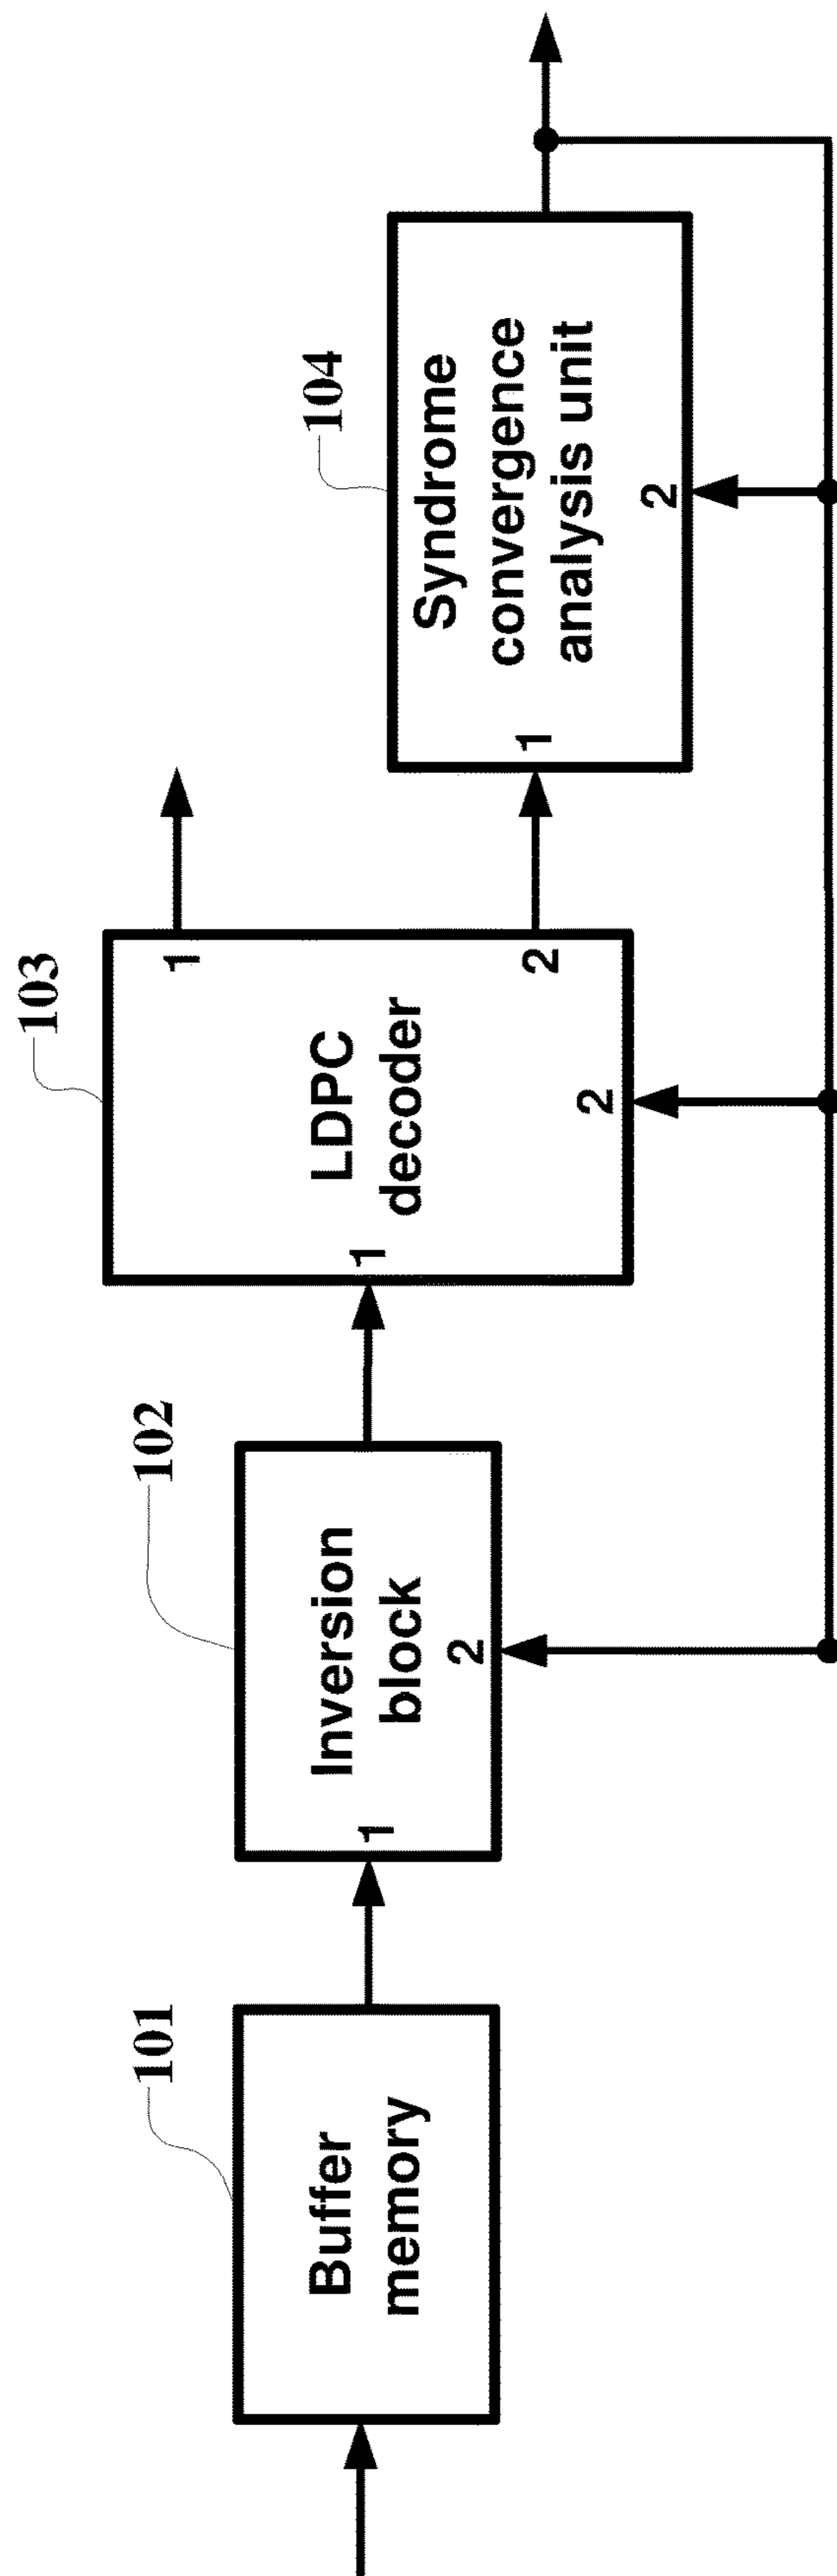 101
Buffer
memory
102
1
Inversion
block
2
103
1
LDPC
decoder
2
1
2
104
1
Syndrome
convergence
analysis unit
2